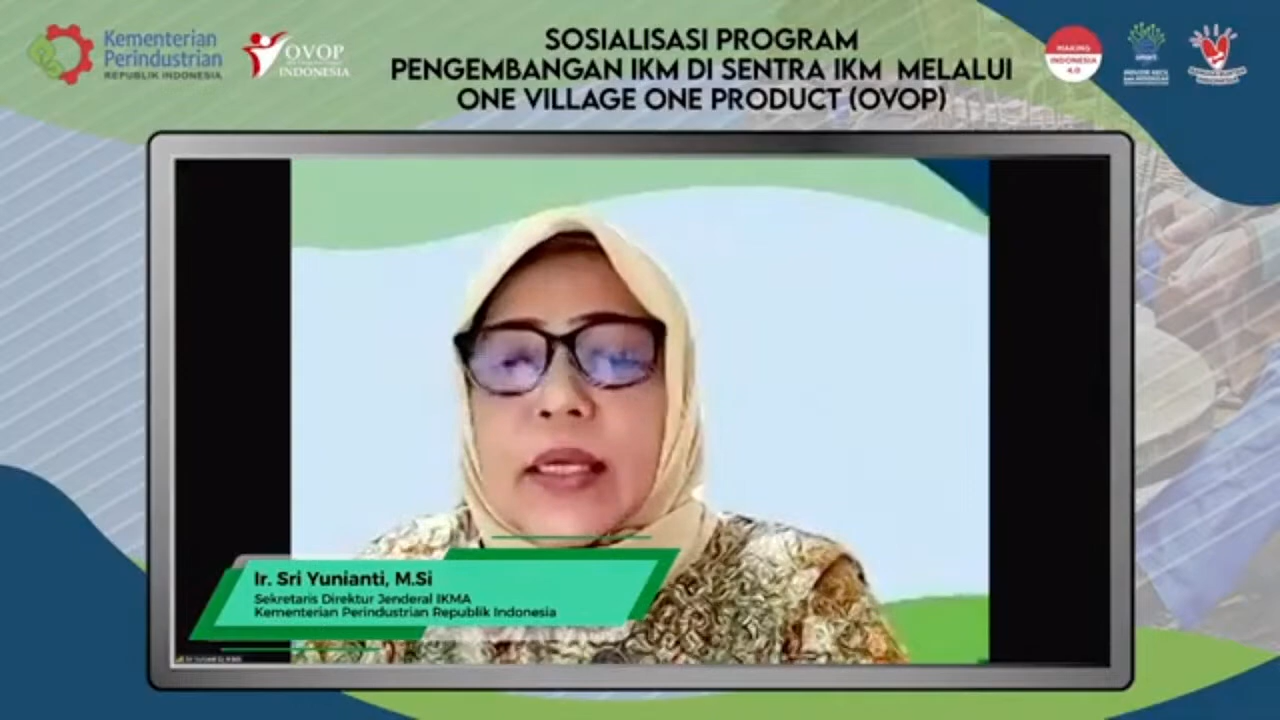 Kementerian
Perindustrian
REPUBLIK INDONESIA
OVOP
INDONESIA
SOSIALISASI PROGRAM
PENGEMBANGAN IKM DI SENTRA IKM MELALUI
ONE VILLAGE ONE PRODUCT (OVOP)
MAKING
INDONESIA
4.0
Ir. Sri Yunianti, M.Si
Sekretaris Direktur Jenderal IKMA
Kementerian Perindustrian Republik Indonesia